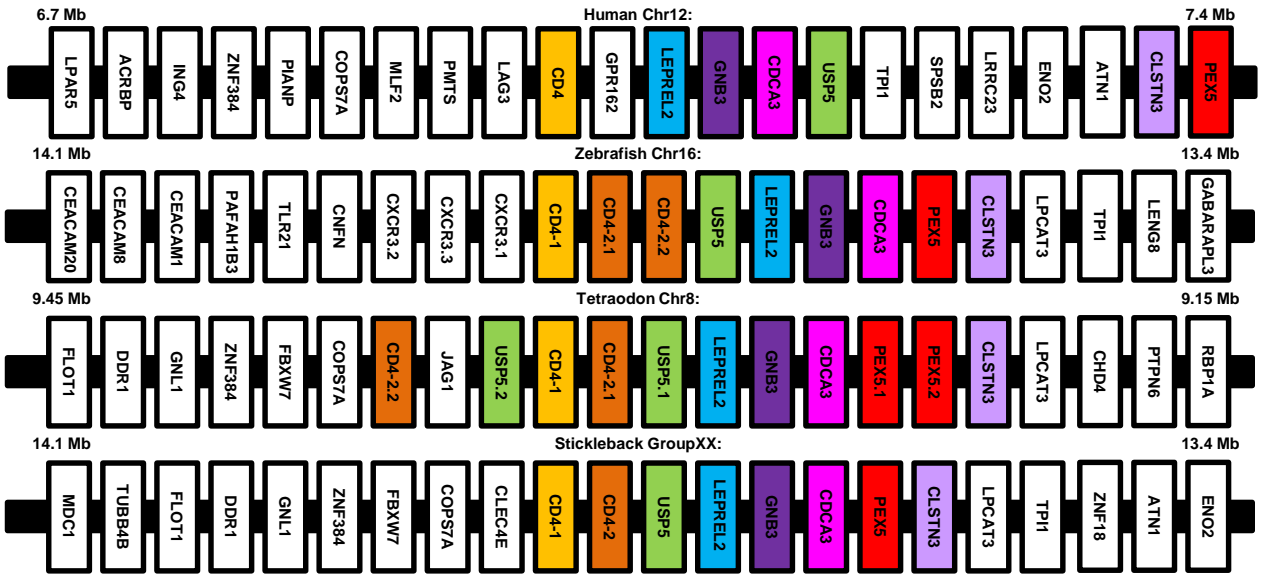 6.7 Mb Human Chr12: 7.4 Mb
LPAR5 ACRBP ING4 ZNF384 PIANP COPS7A MLF2 PMTS LAG3 CD4 GPR162 LEPREL2 GNB3 CDCA3 USP5 TPI1 SPSB2 LRRC23 ENO2 ATN1 CLSTN3 PEX5
14.1 Mb Zebrafish Chr16: 13.4 Mb
CEACAM20 CEACAM8 CEACAM1 PAFAH1B3 TLR21 CNFN CXCR3.2 CXCR3.3 CXCR3.1 CD4-1 CD4-2.1 CD4-2.2 USP5 LEPREL2 GNB3 CDCA3 PEX5 CLSTN3 LPCAT3 TPI1 LENG8 GABARAPL3
9.45 Mb Tetraodon Chr8: 9.15 Mb
FLOT1 DDR1 GNL1 ZNF384 FBXW7 COPS7A CD4-2.2 JAG1 USP5.2 CD4-1 CD4-2.1 USP5.1 LEPREL2 GNB3 CDCA3 PEX5.1 PEX5.2 CLSTN3 LPCAT3 CHD4 PTPN6 RBP1A
14.1 Mb Stickleback GroupXX: 13.4 Mb
MDC1 TUBB4B FLOT1 DDR1 GNL1 ZNF384 FBXW7 COPS7A CLEC4E CD4-1 CD4-2 USP5 LEPREL2 GNB3 CDCA3 PEX5 CLSTN3 LPCAT3 TPI1 ZNF18 ATN1 ENO2